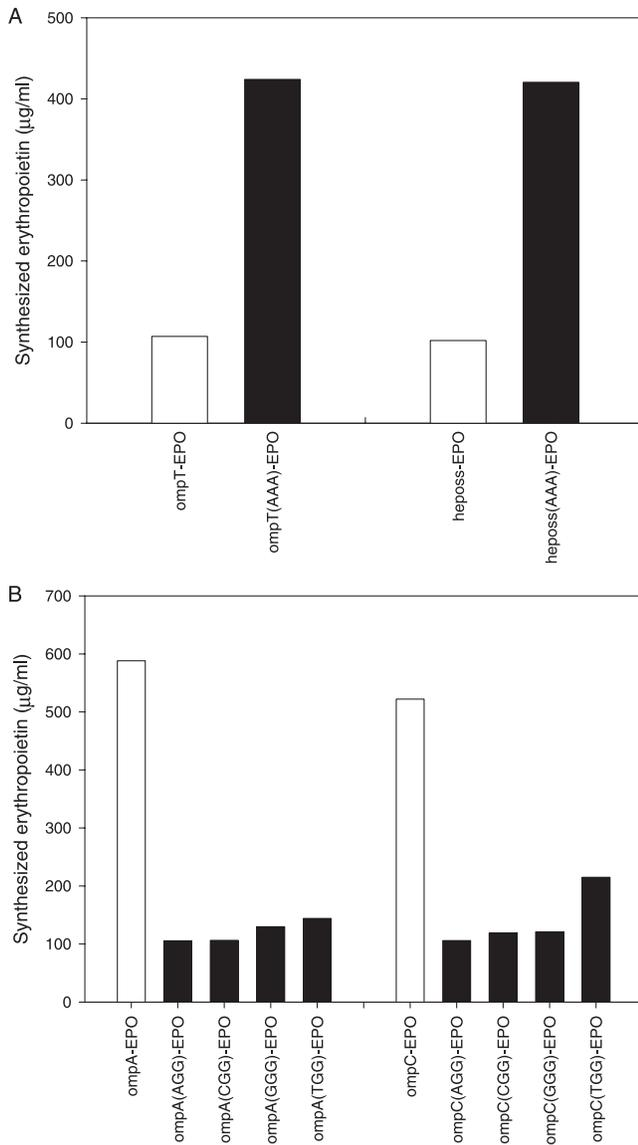 A
500
400
300
200
100
0
Synthesized erythropoietin (μg/ml)
ompT-EPO
ompT(AAA)-EPO
heposs-EPO
heposs(AAA)-EPO
B
700
600
500
400
300
200
100
0
Synthesized erythropoietin (μg/ml)
ompA-EPO
ompA(AGG)-EPO
ompA(CGG)-EPO
ompA(GGG)-EPO
ompA(TGG)-EPO
ompC-EPO
ompC(AGG)-EPO
ompC(CGG)-EPO
ompC(GGG)-EPO
ompC(TGG)-EPO